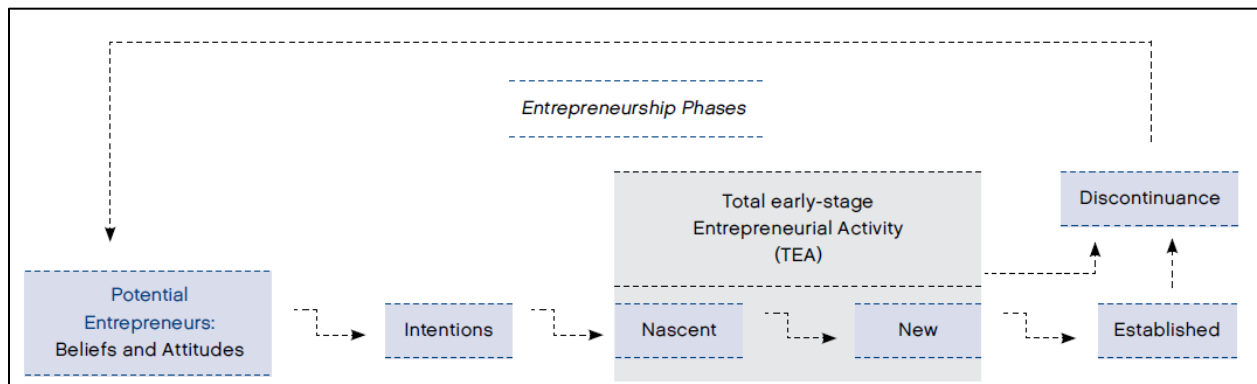 Entrepreneurship Phases
Total early-stage
Entrepreneurial Activity
(TEA)
Discontinuance
Potential
Entrepreneurs:
Beliefs and Attitudes
Intentions
Nascent
New
Established